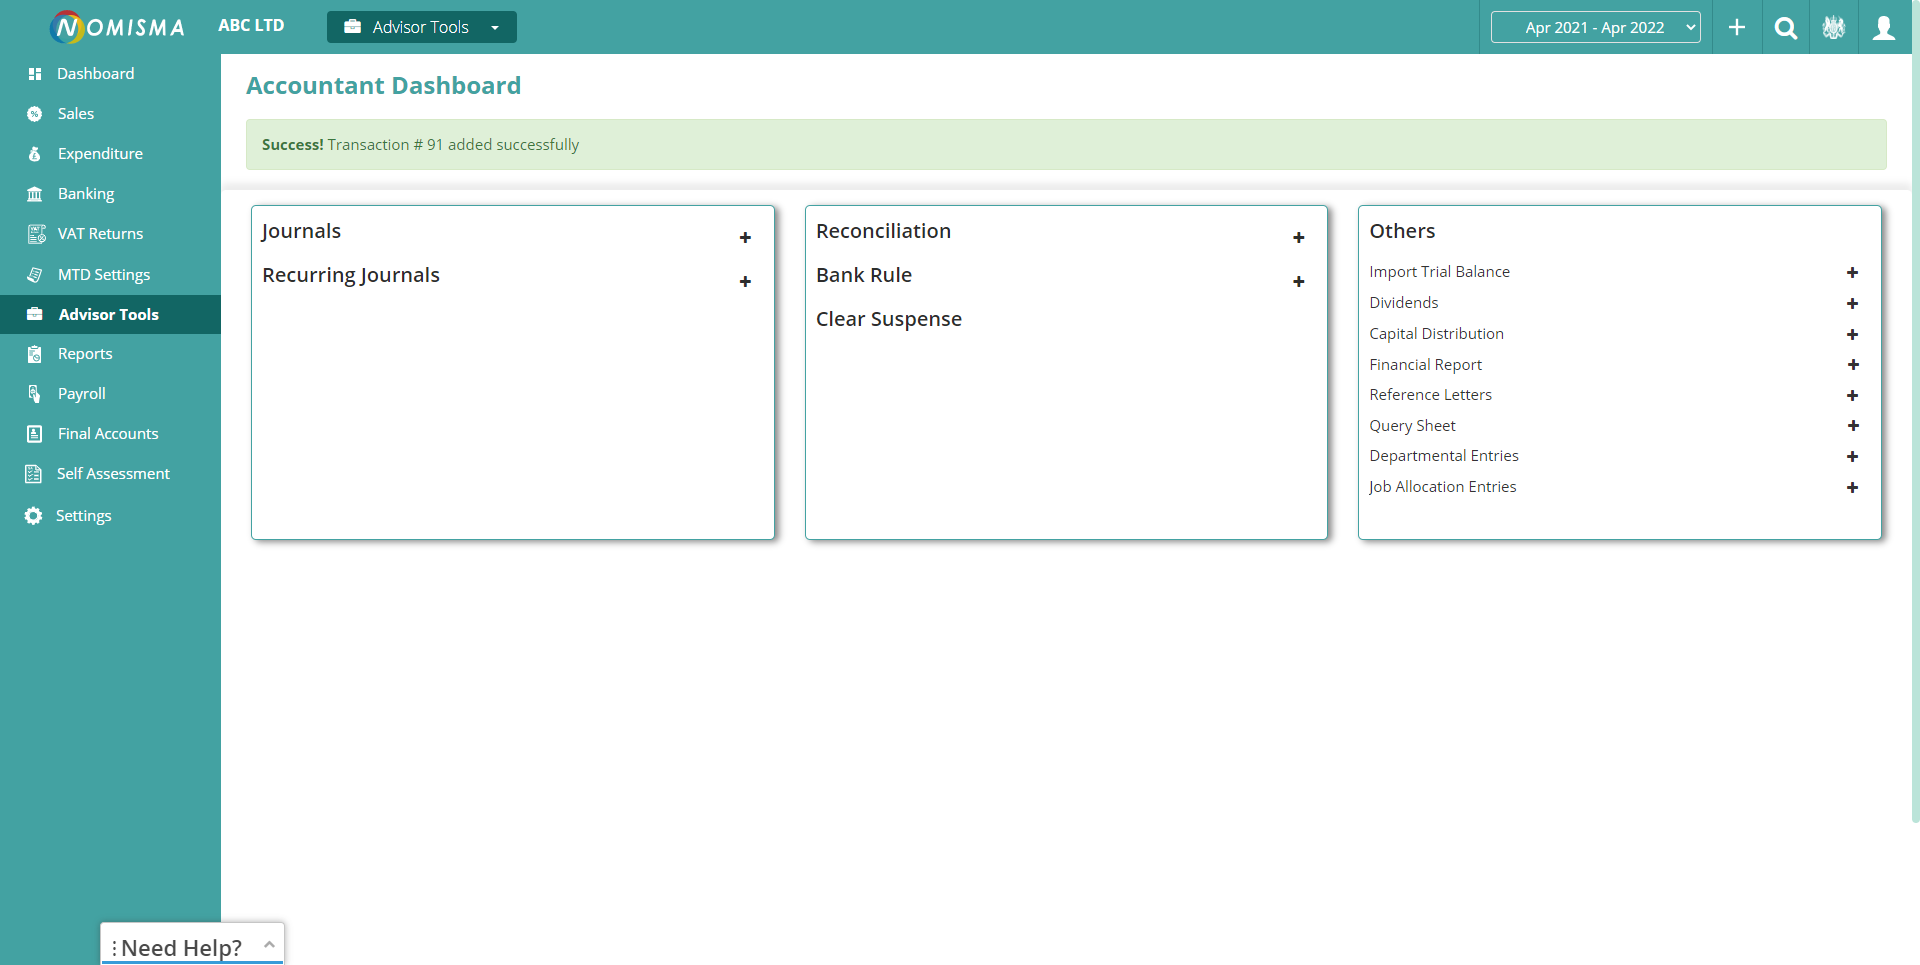 NOMISMA
ABC LTD
Advisor Tools
Apr 2021 - Apr 2022
Dashboard
Sales
Expenditure
Banking
VAT Returns
MTD Settings
Advisor Tools
Reports
Payroll
Final Accounts
Self Assessment
Settings
Accountant Dashboard
Success! Transaction # 91 added successfully
Journals
Recurring Journals
Reconciliation
Bank Rule
Clear Suspense
Others
Import Trial Balance
Dividends
Capital Distribution
Financial Report
Reference Letters
Query Sheet
Departmental Entries
Job Allocation Entries
Need Help?